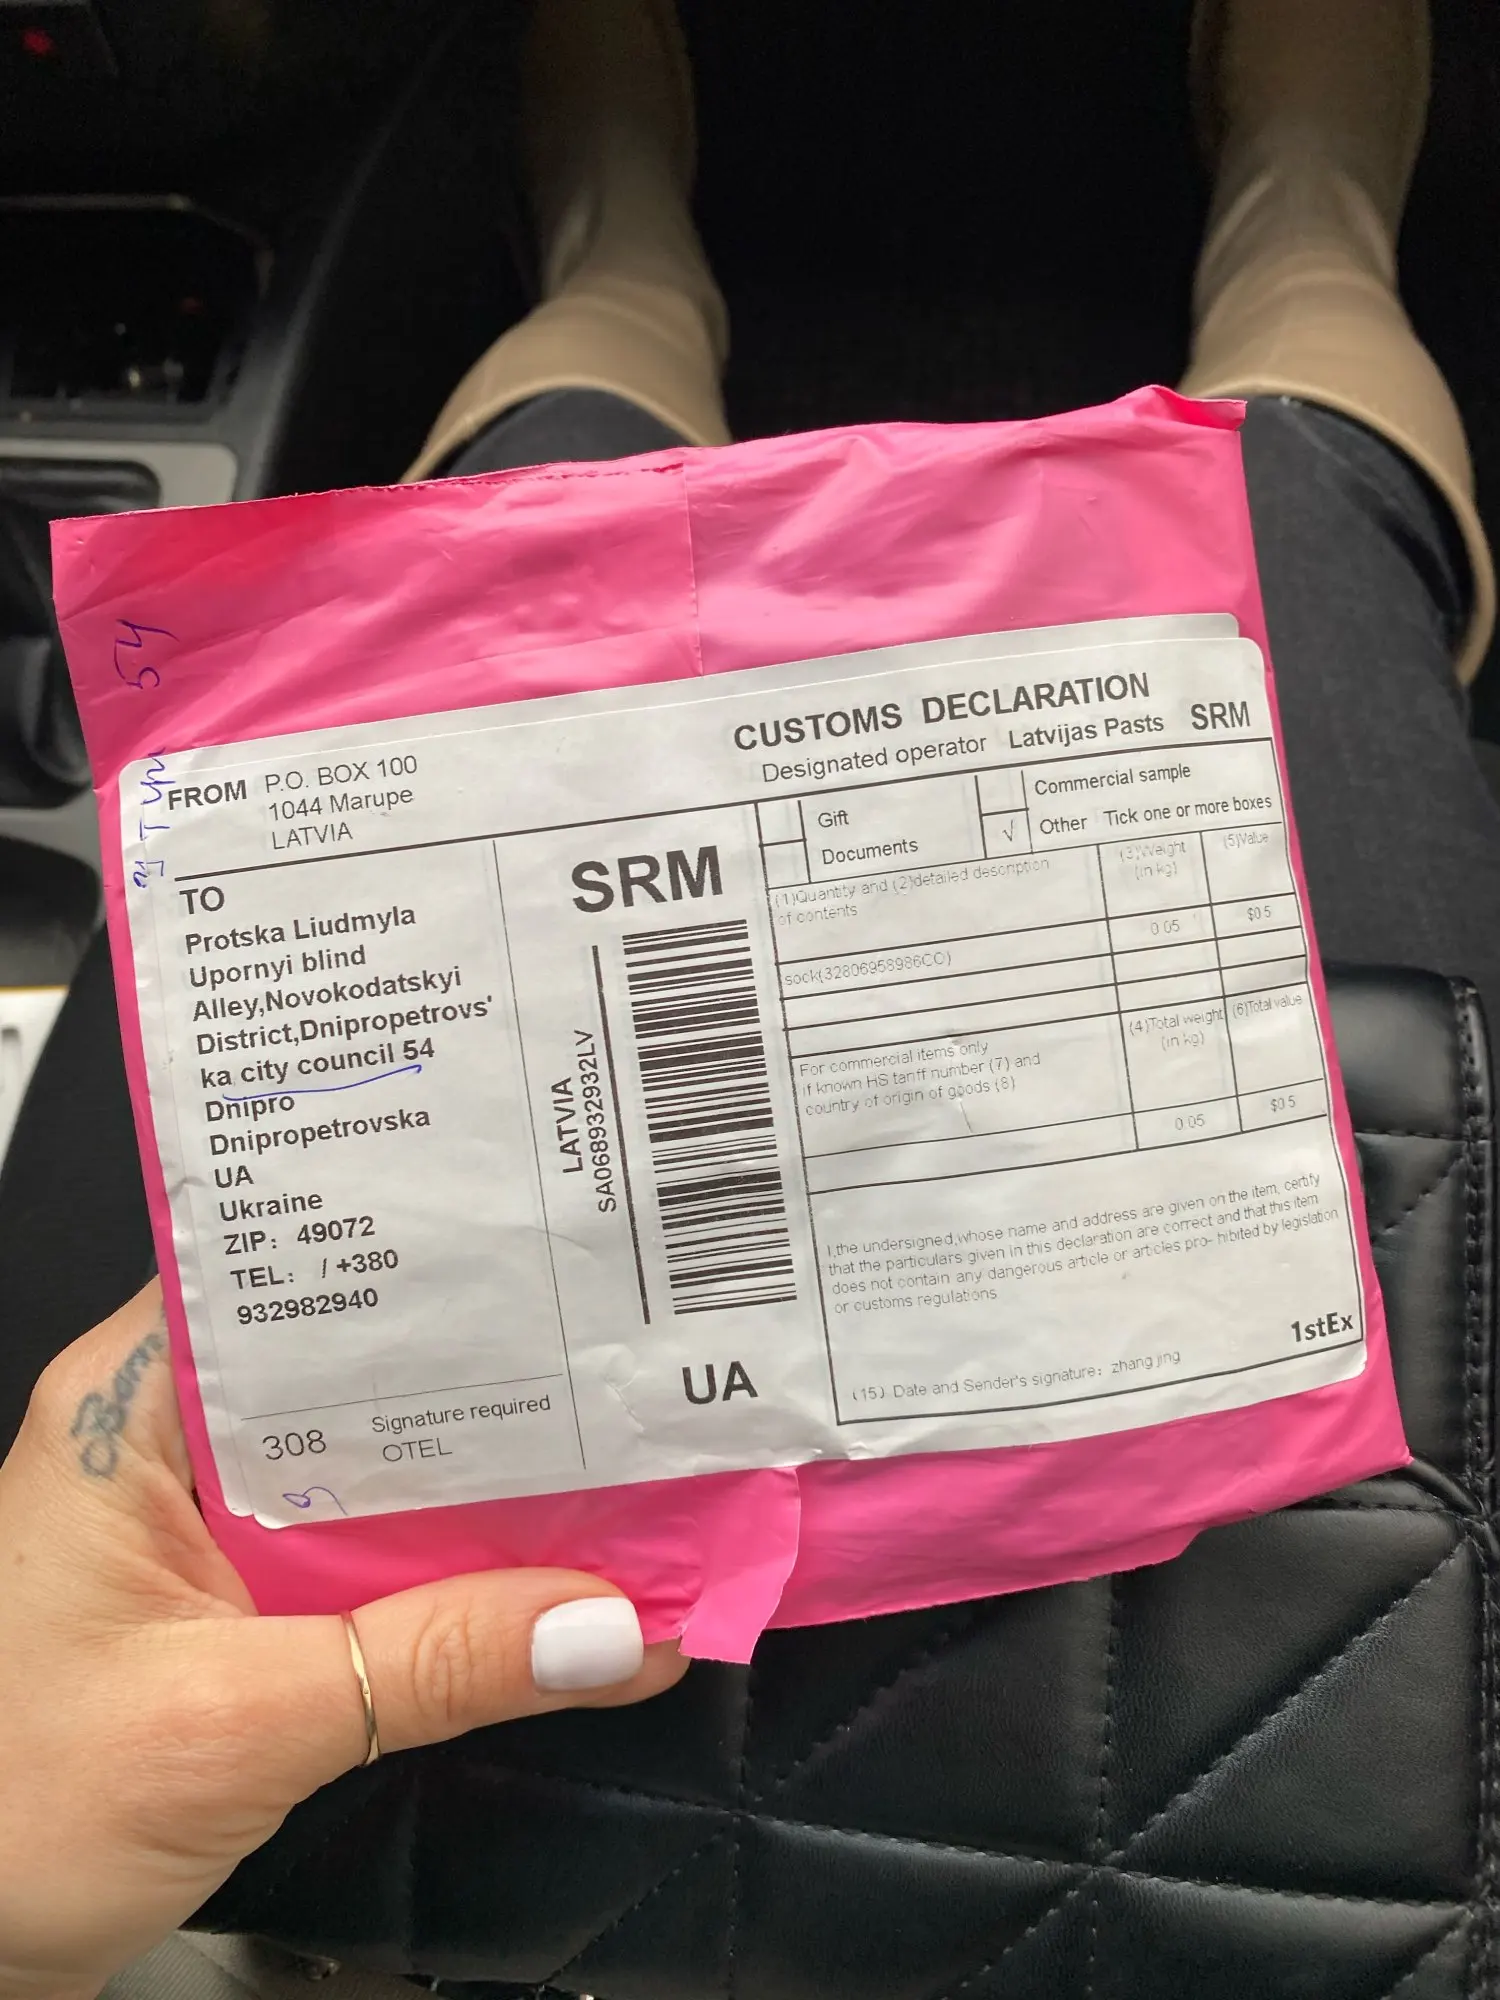 54
FROM P.O. BOX 100
1044 Marupe
LATVIA
CUSTOMS DECLARATION
Designated operator Latvijas Pasts SRM
Gift
Documents
Commercial sample
√ Other Tick one or more boxes
(1)Quantity and (2)detailed description
of contents
(3)Weight
(in kg)
(5)Value
0.05
$0.5
sock(32806958986CO)
For commercial items only
if known HS tariff number (7) and
country of origin of goods (8)
(4)Total weight
(in kg)
(6)Total value
0.05
$0.5
I,the undersigned,whose name and address are given on the item, certify
that the particulars given in this declaration are correct and that this item
does not contain any dangerous article or articles pro- hibited by legislation
or customs regulations
1stEx
(15) Date and Sender's signature: zhang jing
TO
Protska Liudmyla
Upornyi blind
Alley,Novokodatskyi
District,Dnipropetrovs'
ka city council 54
Dnipro
Dnipropetrovska
UA
Ukraine
ZIP: 49072
TEL: / +380
932982940
308
Signature required
OTEL
SRM
LATVIA
SA068932932LV
UA